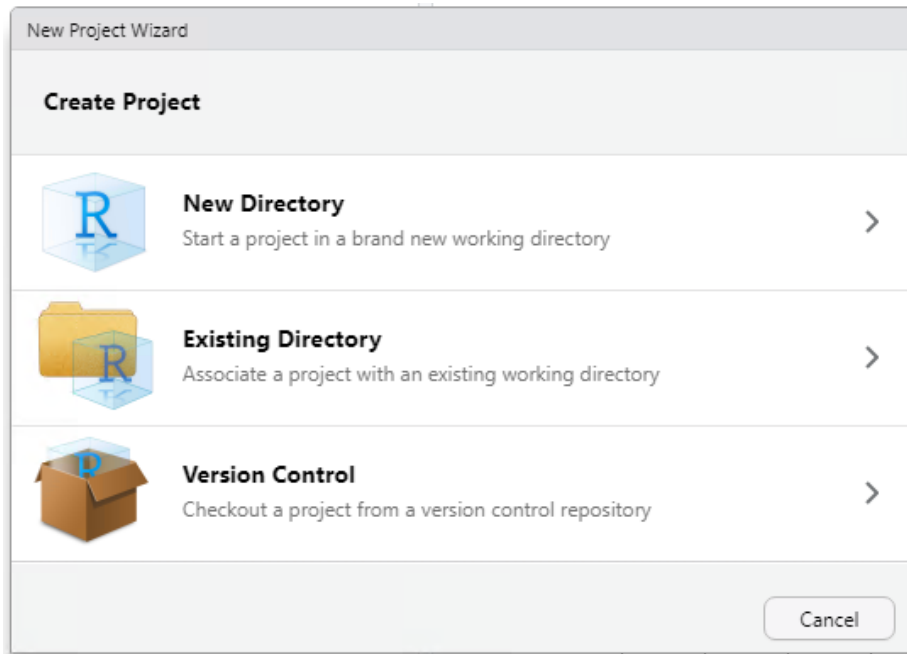 New Project Wizard
Create Project
R
New Directory
Start a project in a brand new working directory
R
Existing Directory
Associate a project with an existing working directory
R
Version Control
Checkout a project from a version control repository
Cancel